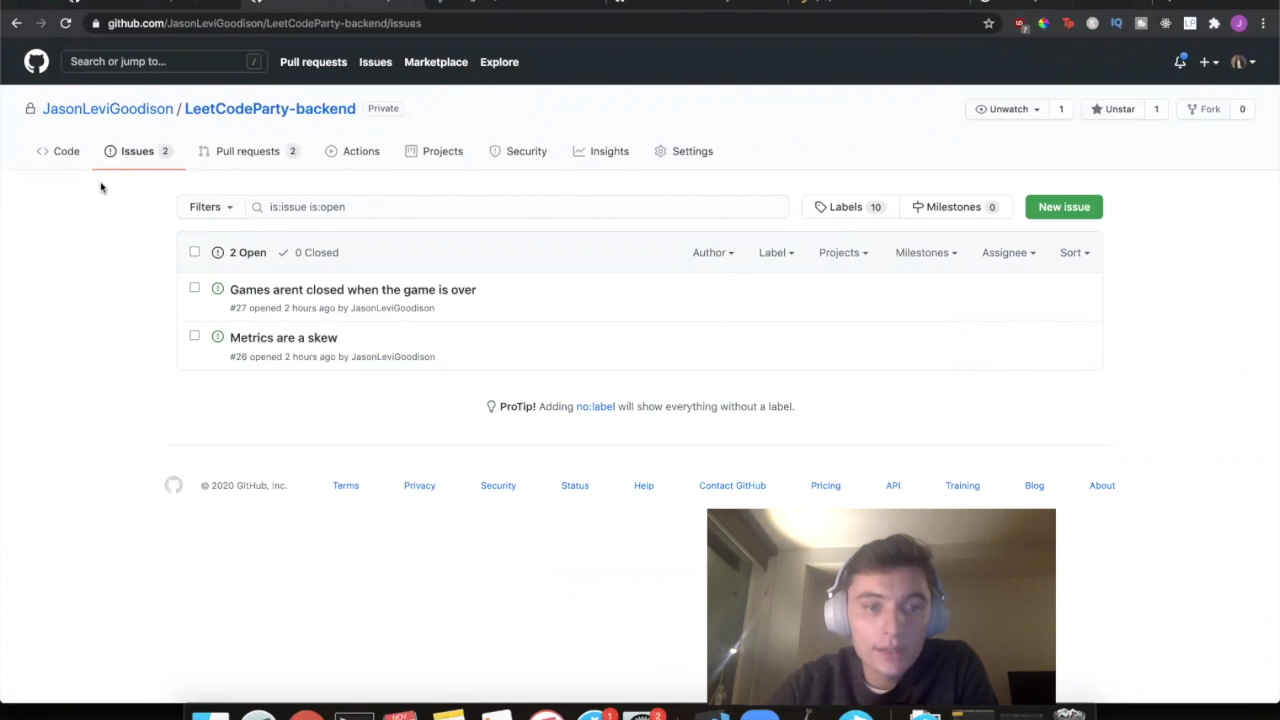 github.com/JasonLeviGoodison/LeetCodeParty-backend/issues
Search or jump to... /
Pull requests Issues Marketplace Explore
JasonLeviGoodison / LeetCodeParty-backend Private
Unwatch 1 Unstar 1 Fork 0
Code Issues 2 Pull requests 2 Actions Projects Security Insights Settings
Filters is:issue is:open Labels 10 Milestones 0 New issue
2 Open 0 Closed Author Label Projects Milestones Assignee Sort
Games arent closed when the game is over
#27 opened 2 hours ago by JasonLeviGoodison
Metrics are a skew
#26 opened 2 hours ago by JasonLeviGoodison
ProTip! Adding no:label will show everything without a label.
© 2020 GitHub, Inc. Terms Privacy Security Status Help Contact GitHub Pricing API Training Blog About
NOV 1 2